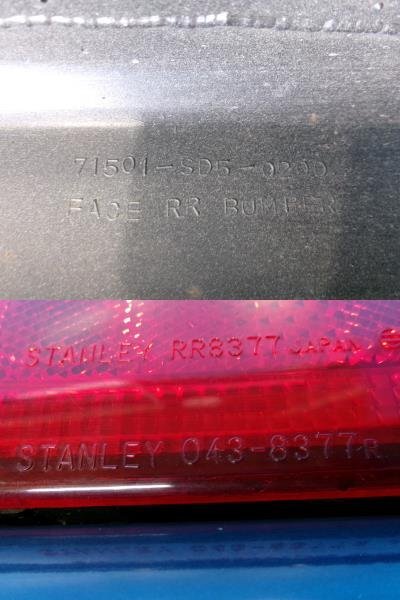 71501-SD5-0200
FACE RR BUMPER
STANLEY RR8377 JAPAN
STANLEY 043-8377R